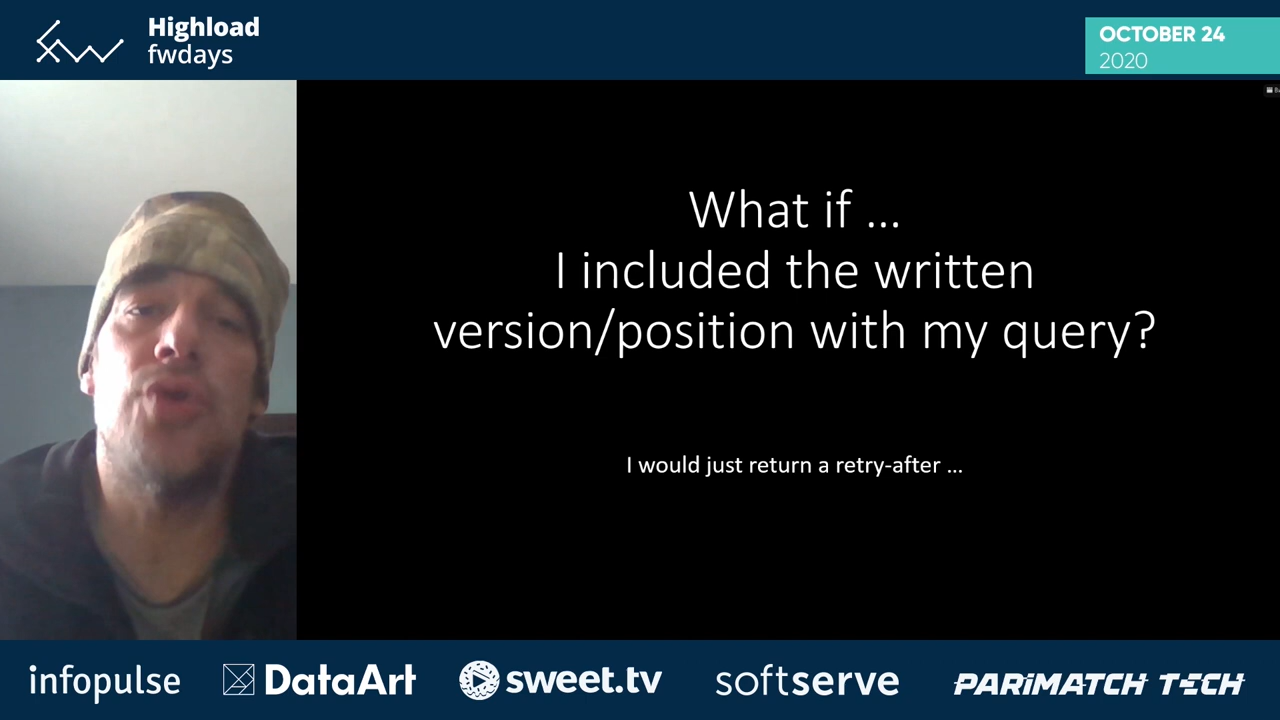 Highload
fwdays
OCTOBER 24
2020
What if ...
I included the written
version/position with my query?
I would just return a retry-after ...
infopulse
DataArt
sweet.tv
softserve
PARIMATCH TECH